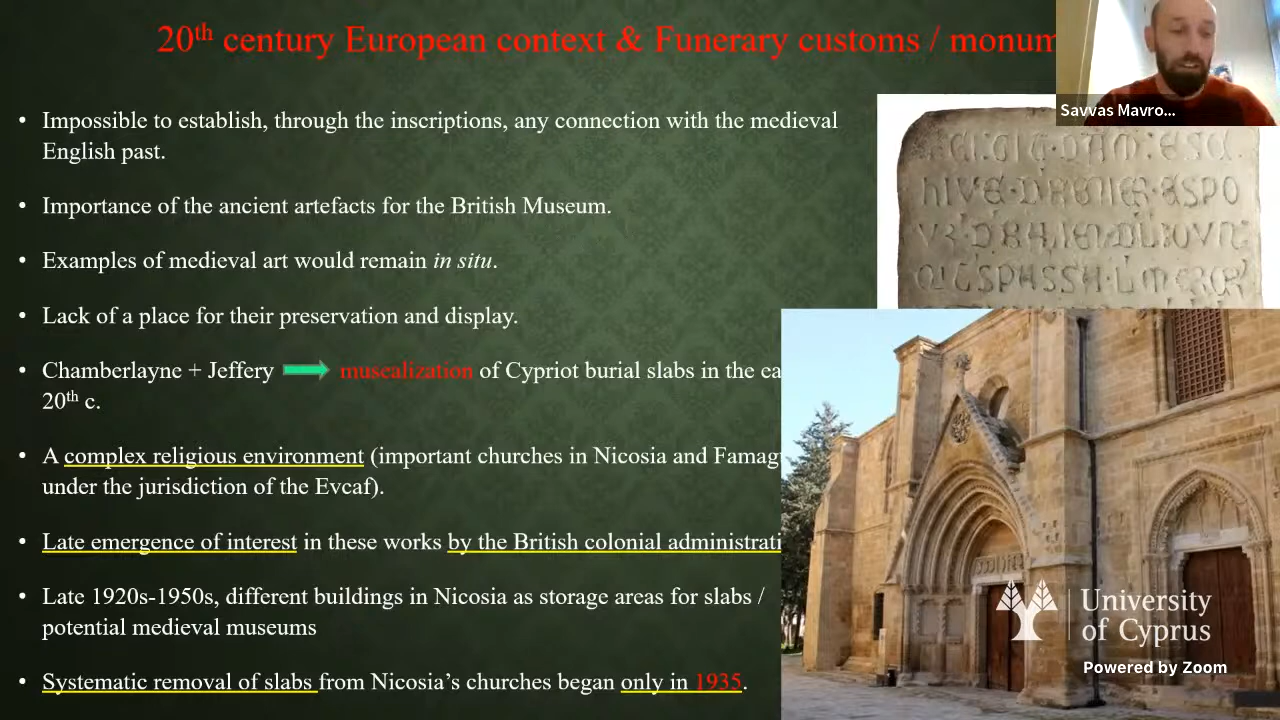 20th century European context & Funerary customs / monum
Savvas Mavro...
• Impossible to establish, through the inscriptions, any connection with the medieval
English past.
• Importance of the ancient artefacts for the British Museum.
• Examples of medieval art would remain in situ.
• Lack of a place for their preservation and display.
• Chamberlayne + Jeffery musealization of Cypriot burial slabs in the ea
20th c.
• A complex religious environment (important churches in Nicosia and Famagu
under the jurisdiction of the Evcaf).
• Late emergence of interest in these works by the British colonial administrati
• Late 1920s-1950s, different buildings in Nicosia as storage areas for slabs /
potential medieval museums
• Systematic removal of slabs from Nicosia’s churches began only in 1935.
University
of Cyprus
Powered by Zoom